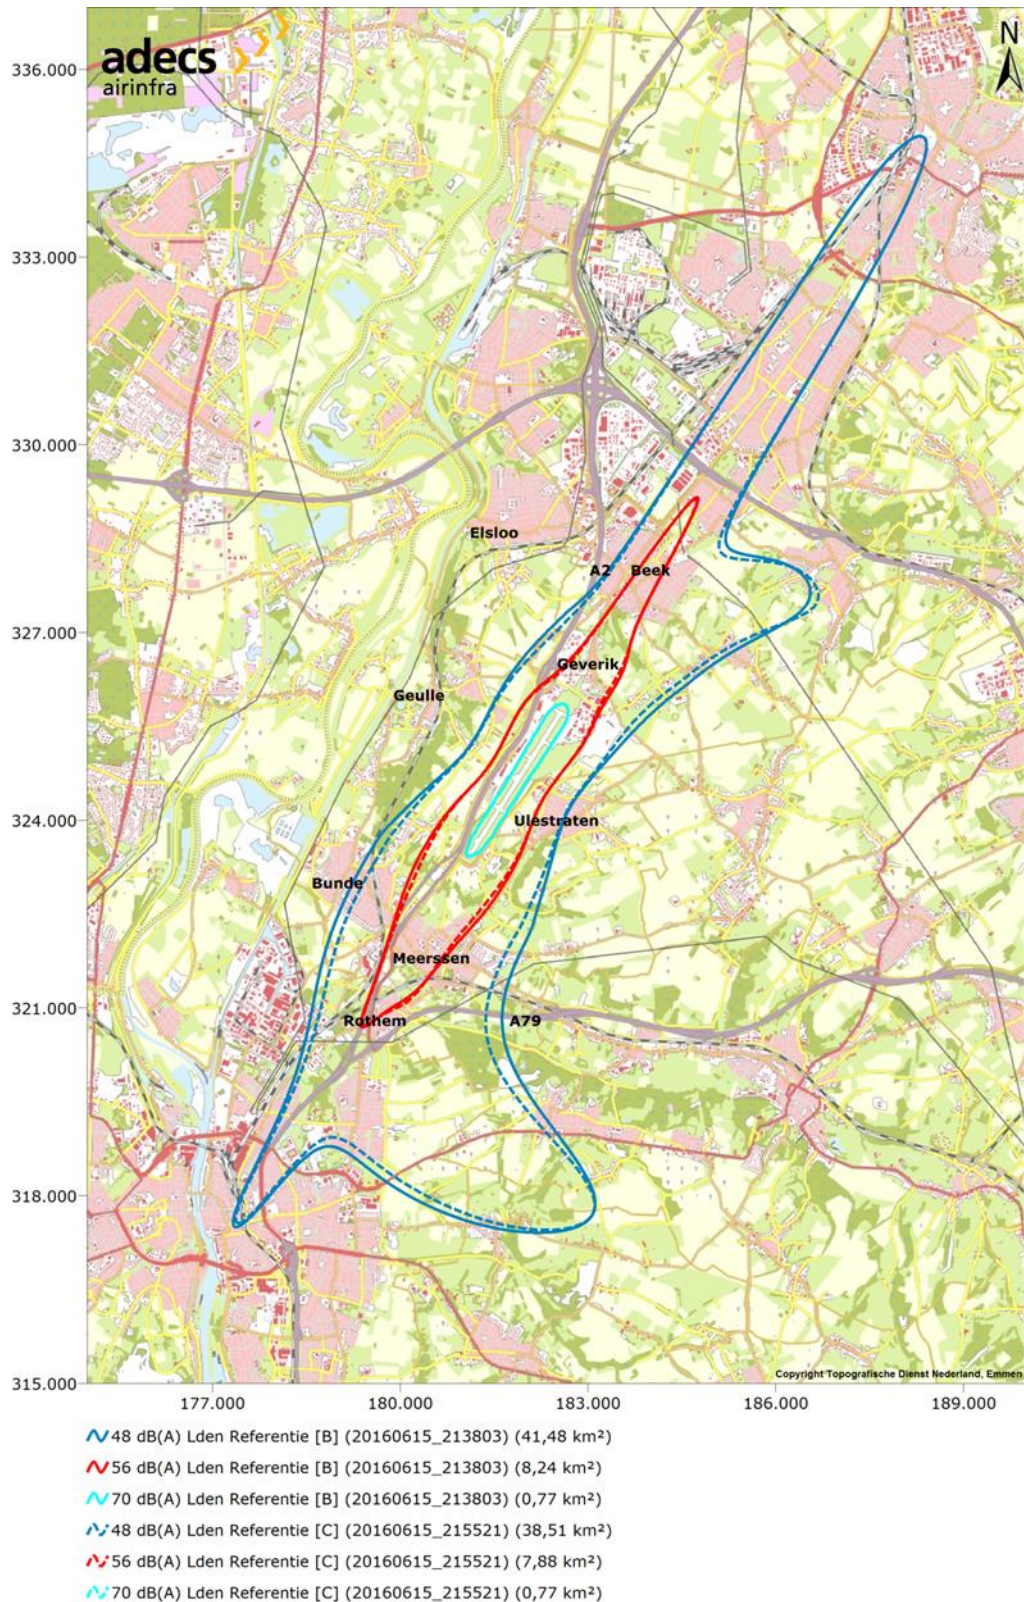 adecs
airinfra
N
336.000
333.000
330.000
327.000
324.000
321.000
318.000
315.000
Elsloo
A2 Beek
Geverik
Geulle
Ulestraten
Bunde
Meerssen
Rothem
A79
Copyright Topografische Dienst Nederland, Emmen
177.000 180.000 183.000 186.000 189.000
48 dB(A) Lden Referentie [B] (20160615_213803) (41,48 km²)
56 dB(A) Lden Referentie [B] (20160615_213803) (8,24 km²)
70 dB(A) Lden Referentie [B] (20160615_213803) (0,77 km²)
48 dB(A) Lden Referentie [C] (20160615_215521) (38,51 km²)
56 dB(A) Lden Referentie [C] (20160615_215521) (7,88 km²)
70 dB(A) Lden Referentie [C] (20160615_215521) (0,77 km²)